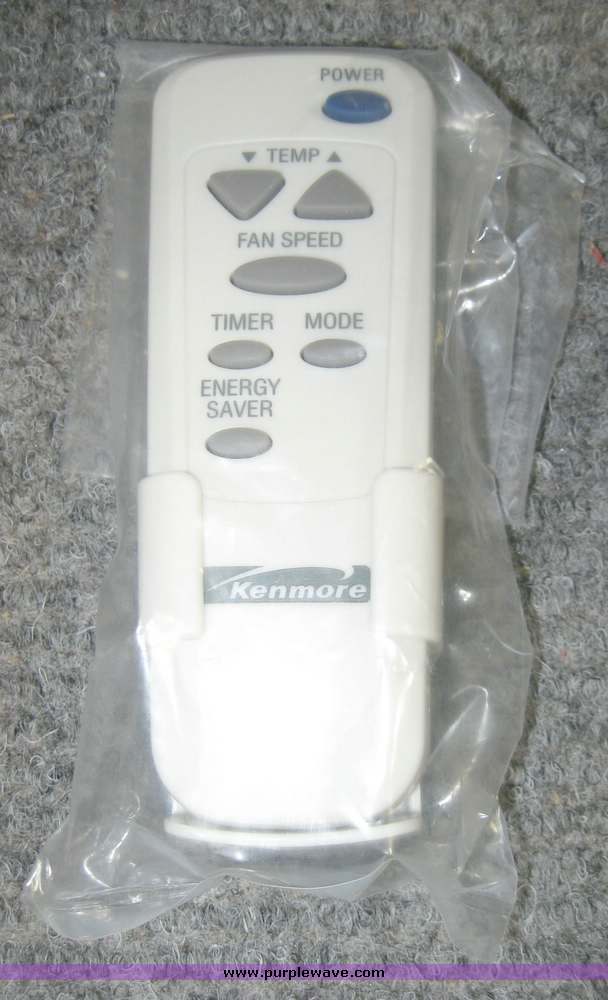 POWER
▼ TEMP ▲
FAN SPEED
TIMER MODE
ENERGY
SAVER
Kenmore
www.purplewave.com